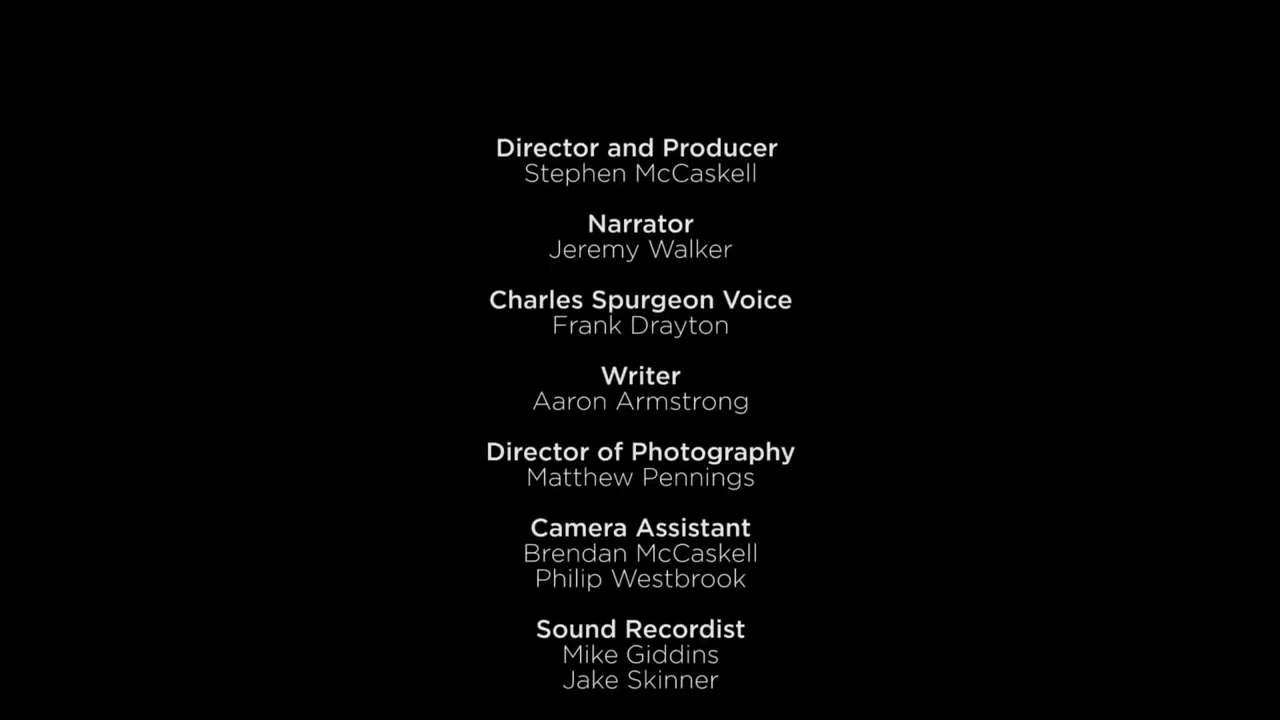 Director and Producer
Stephen McCaskell
Narrator
Jeremy Walker
Charles Spurgeon Voice
Frank Drayton
Writer
Aaron Armstrong
Director of Photography
Matthew Pennings
Camera Assistant
Brendan McCaskell
Philip Westbrook
Sound Recordist
Mike Giddins
Jake Skinner